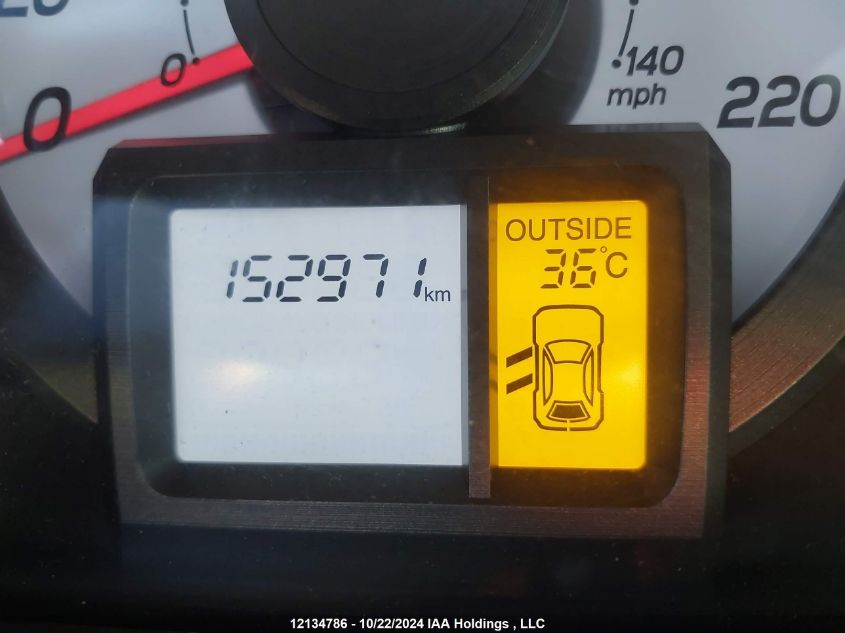 0
0
140
mph
220
152971 km
OUTSIDE
36°C
12134786 - 10/22/2024 IAA Holdings , LLC